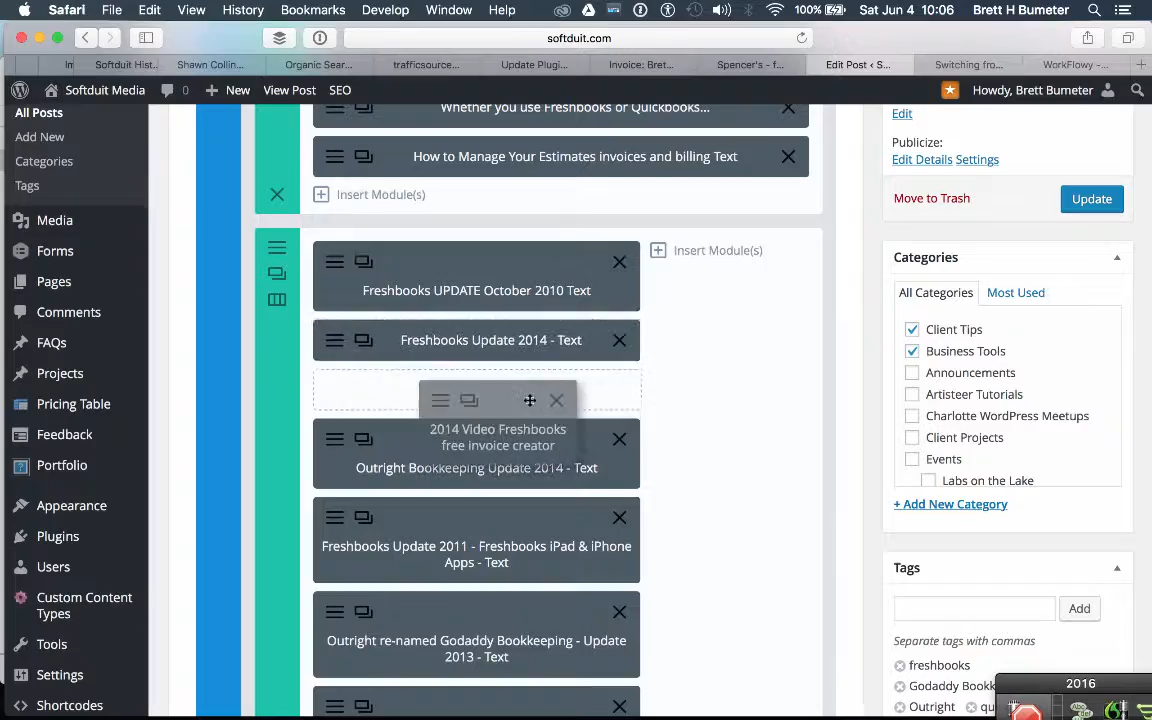 Safari File Edit View History Bookmarks Develop Window Help 100% Sat Jun 4 10:06 Brett H Bumeter
softduit.com
Softduit Hist... Shawn Collin... Organic Sear... trafficsource... Update Plugi... Invoice: Bret... Spencer's - f... Edit Post ‹ S... Switching fro... WorkFlowy -...
Softduit Media 0 New View Post SEO Howdy, Brett Bumeter
All Posts
Add New
Categories
Tags
Media
Forms
Pages
Comments
FAQs
Projects
Pricing Table
Feedback
Portfolio
Appearance
Plugins
Users
Custom Content
Types
Tools
Settings
Shortcodes
Whether you use Freshbooks or Quickbooks...
How to Manage Your Estimates invoices and billing Text
Insert Module(s)
Insert Module(s)
Freshbooks UPDATE October 2010 Text
Freshbooks Update 2014 - Text
2014 Video Freshbooks
free invoice creator
Outright Bookkeeping Update 2014 - Text
Freshbooks Update 2011 - Freshbooks iPad & iPhone
Apps - Text
Outright re-named Godaddy Bookkeeping - Update
2013 - Text
Edit
Publicize:
Edit Details Settings
Move to Trash Update
Categories
All Categories Most Used
Client Tips
Business Tools
Announcements
Artisteer Tutorials
Charlotte WordPress Meetups
Client Projects
Events
Labs on the Lake
+ Add New Category
Tags
Add
Separate tags with commas
freshbooks
Godaddy Bookk
Outright
2016